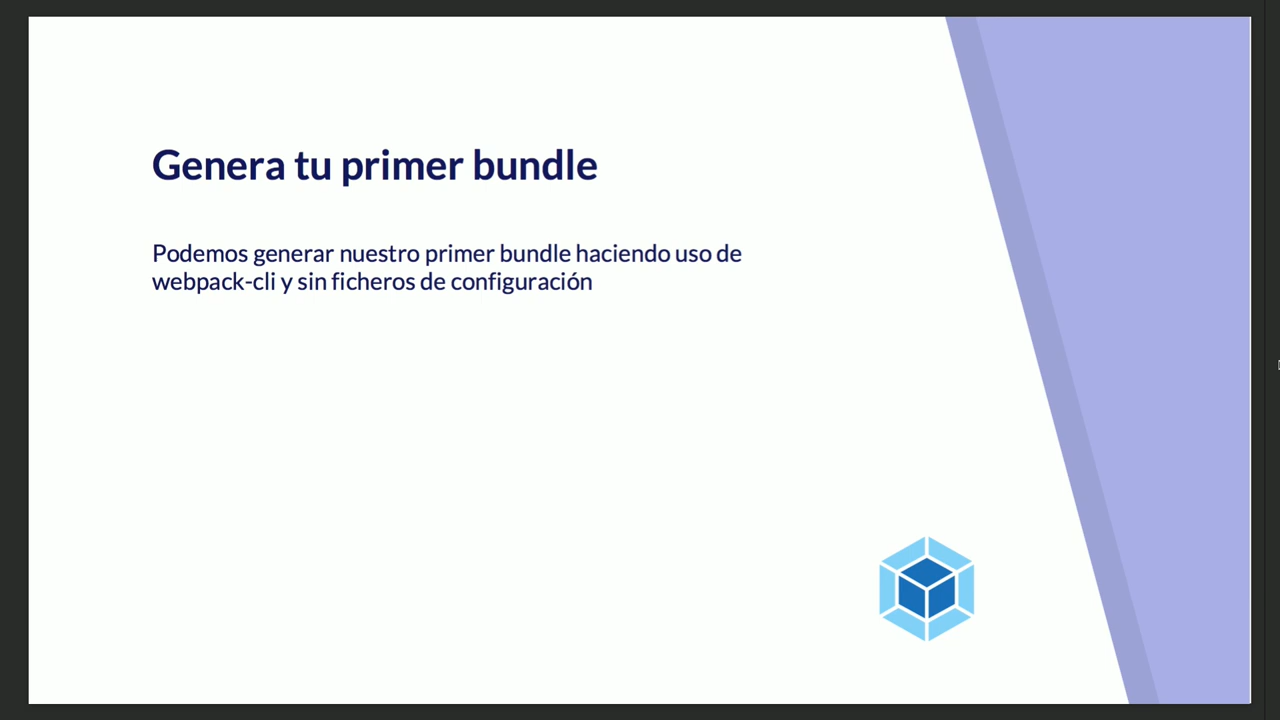 Genera tu primer bundle
Podemos generar nuestro primer bundle haciendo uso de
webpack-cli y sin ficheros de configuración